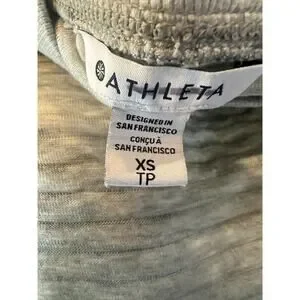 ATHLETA
DESIGNED IN
SAN FRANCISCO
CONÇU À
SAN FRANCISCO
XS
TP